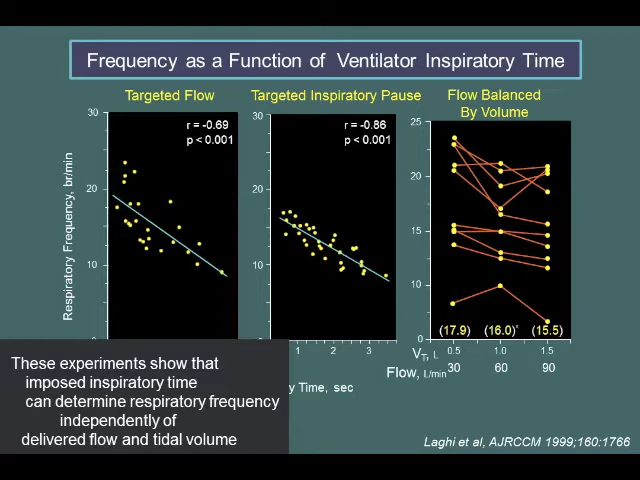 Frequency as a Function of Ventilator Inspiratory Time
Targeted Flow
Targeted Inspiratory Pause
Flow Balanced
By Volume
Respiratory Frequency, br/min
30
20
10
0
r = -0.69
p < 0.001
30
20
10
r = -0.86
p < 0.001
1 2 3
y Time, sec
25
20
15
10
0
(17.9) (16.0)* (15.5)
VT, L 0.5 1.0 1.5
Flow, L/min 30 60 90
These experiments show that
imposed inspiratory time
can determine respiratory frequency
independently of
delivered flow and tidal volume
Laghi et al, AJRCCM 1999;160:1766